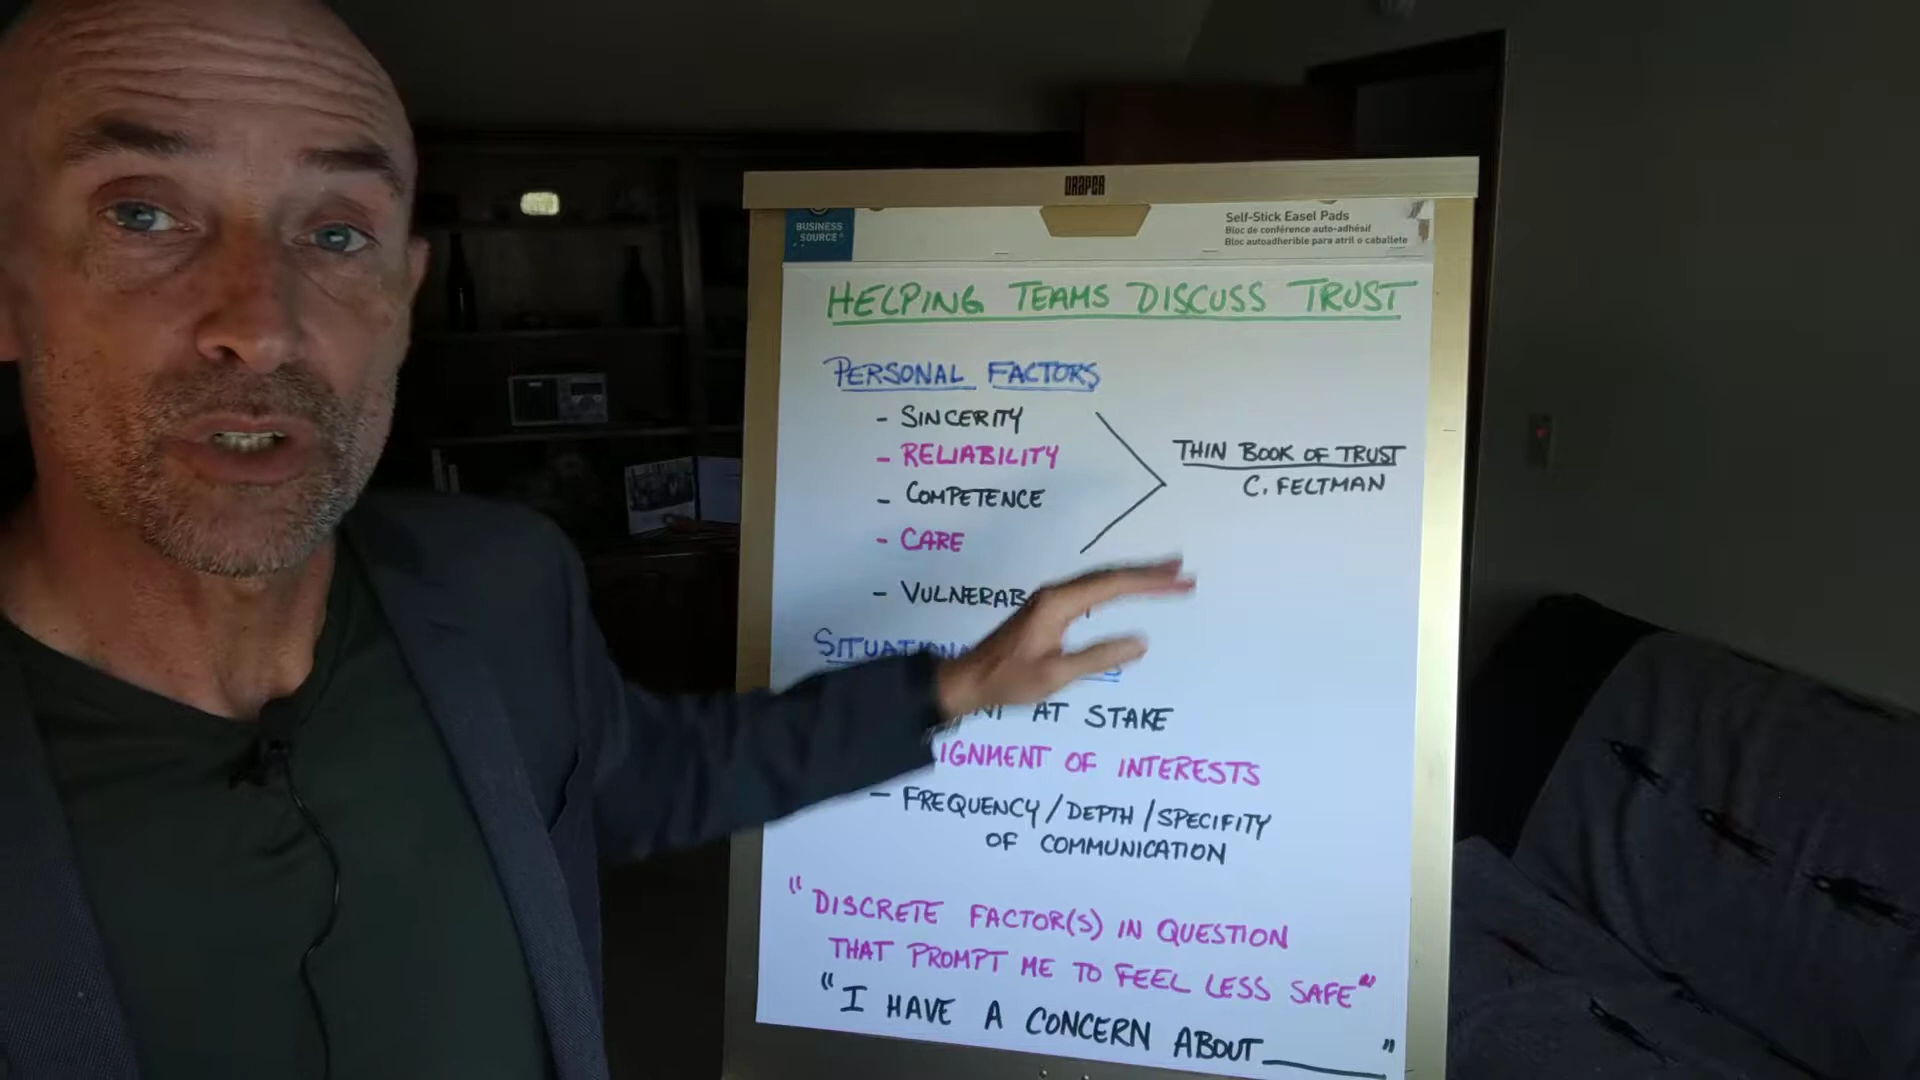 DRAPER
BUSINESS
SOURCE
Self-Stick Easel Pads
Bloc de conférence auto-adhésif
Bloc autoadherible para atril o caballete
HELPING TEAMS DISCUSS TRUST
PERSONAL FACTORS
- SINCERITY
- RELIABILITY
- COMPETENCE
- CARE
THIN BOOK OF TRUST
C. FELTMAN
- VULNERAB
SITUATIONA
AT STAKE
IGNMENT OF INTERESTS
- FREQUENCY/DEPTH/SPECIFITY
OF COMMUNICATION
"DISCRETE FACTOR(S) IN QUESTION
THAT PROMPT ME TO FEEL LESS SAFE"
"I HAVE A CONCERN ABOUT______"